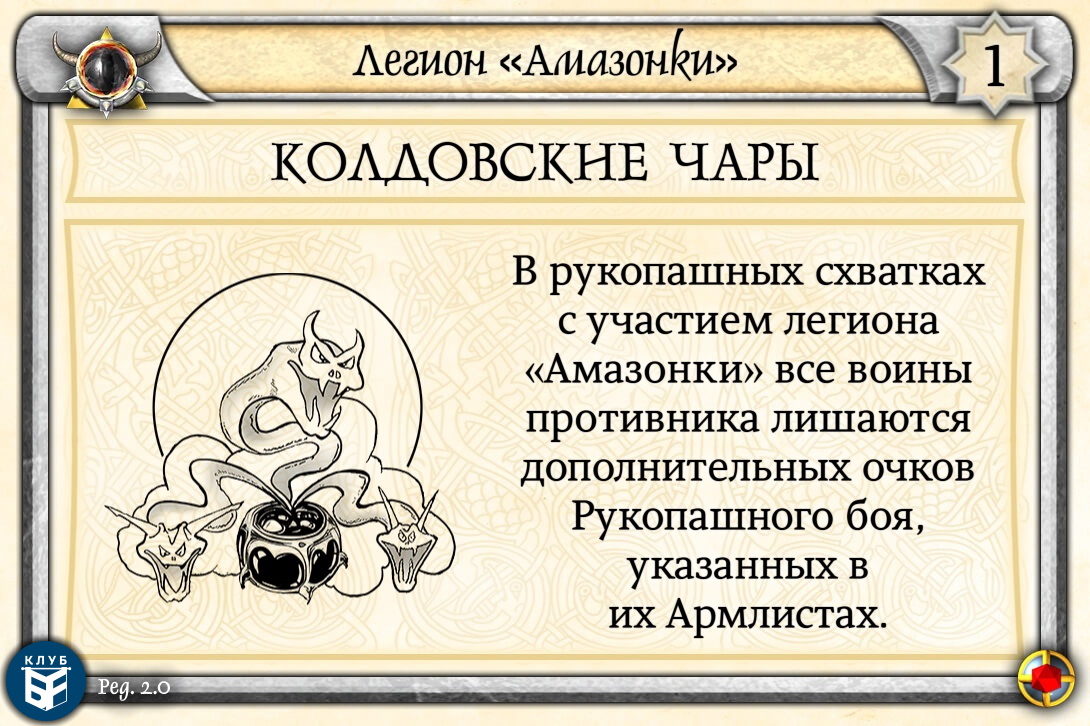 Легион «Амазонки»
1
КОЛДОВСКИЕ ЧАРЫ
В рукопашных схватках
с участием легиона
«Амазонки» все воины
противника лишаются
дополнительных очков
Рукопашного боя,
указанных в
их Армлистах.
КЛУБ
Ред. 2.0